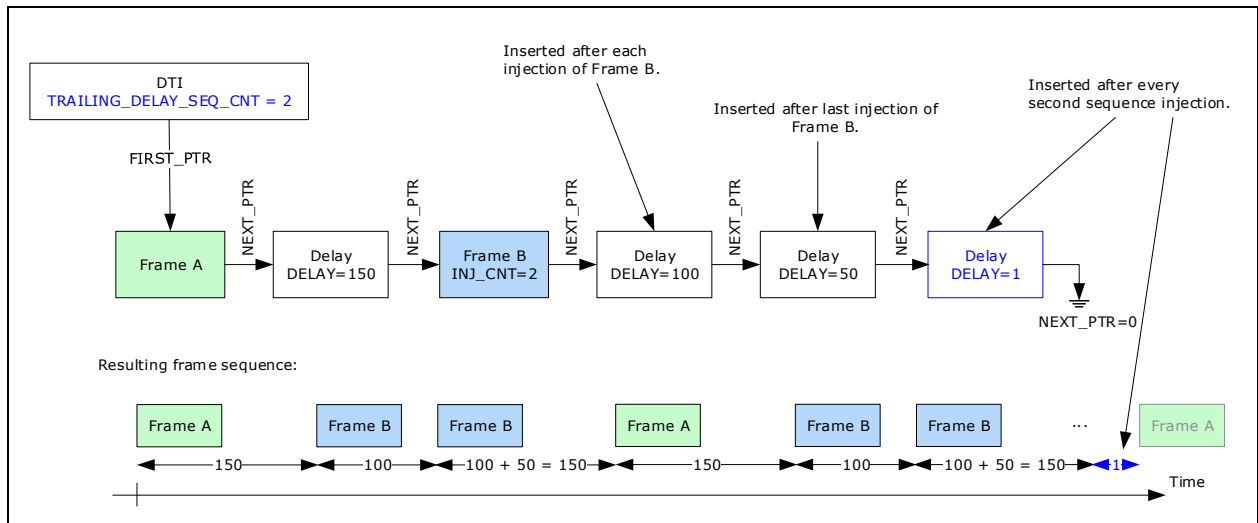 Inserted after each
injection of Frame B.
Inserted after last injection of
Frame B.
Inserted after every
second sequence injection.
DTI
TRAILING_DELAY_SEQ_CNT = 2
FIRST_PTR
NEXT_PTR
NEXT_PTR
NEXT_PTR
NEXT_PTR
NEXT_PTR
Frame A
Delay
DELAY=150
Frame B
INJ_CNT=2
Delay
DELAY=100
Delay
DELAY=50
Delay
DELAY=1
NEXT_PTR=0
Resulting frame sequence:
Frame A
Frame B
Frame B
Frame A
Frame B
Frame B
...
Frame A
150
100
100 + 50 = 150
150
100
100 + 50 = 150
1
Time